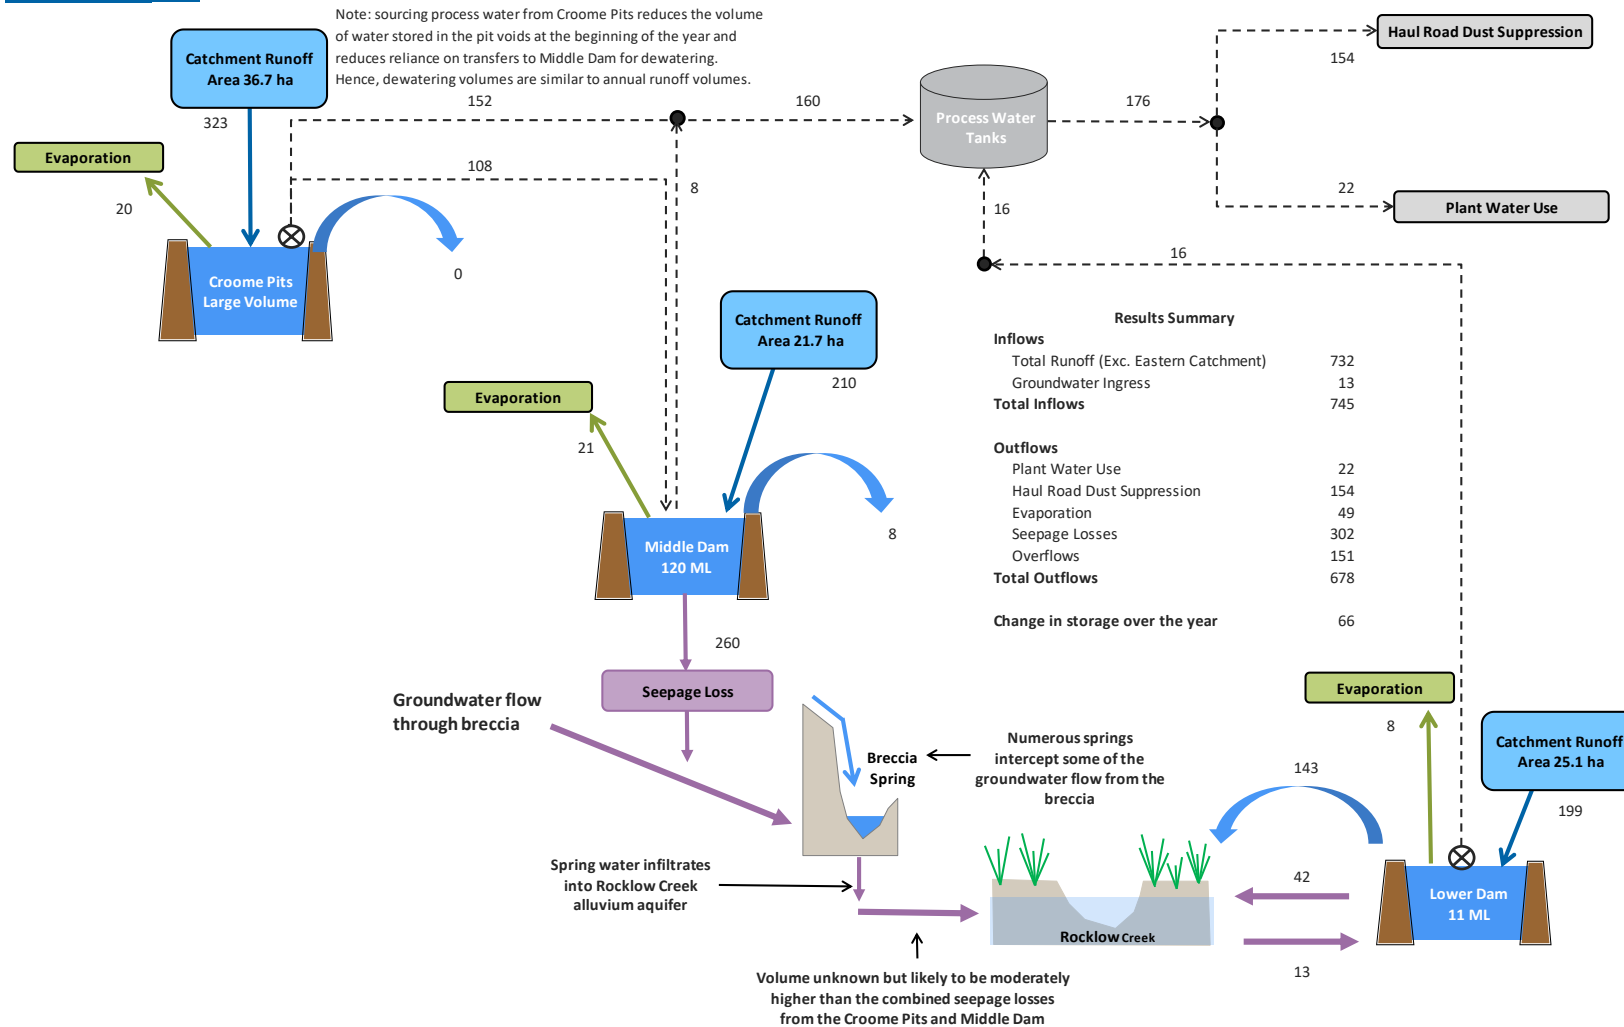 Note: sourcing process water from Croome Pits reduces the volume
of water stored in the pit voids at the beginning of the year and
reduces reliance on transfers to Middle Dam for dewatering.
Hence, dewatering volumes are similar to annual runoff volumes.
Catchment Runoff
Area 36.7 ha
323
152
160
176
Haul Road Dust Suppression
154
Process Water
Tanks
Evaporation
20
108
8
16
22
Plant Water Use
16
0
Croome Pits
Large Volume
Catchment Runoff
Area 21.7 ha
210
Evaporation
21
8
Middle Dam
120 ML
260
Seepage Loss
Results Summary
Inflows
Total Runoff (Exc. Eastern Catchment) 732
Groundwater Ingress 13
Total Inflows 745
Outflows
Plant Water Use 22
Haul Road Dust Suppression 154
Evaporation 49
Seepage Losses 302
Overflows 151
Total Outflows 678
Change in storage over the year 66
Groundwater flow
through breccia
Breccia
Spring
Numerous springs
intercept some of the
groundwater flow from the
breccia
Evaporation
8
Catchment Runoff
Area 25.1 ha
199
143
Spring water infiltrates
into Rocklow Creek
alluvium aquifer
42
Lower Dam
11 ML
Rocklow Creek
13
Volume unknown but likely to be moderately
higher than the combined seepage losses
from the Croome Pits and Middle Dam